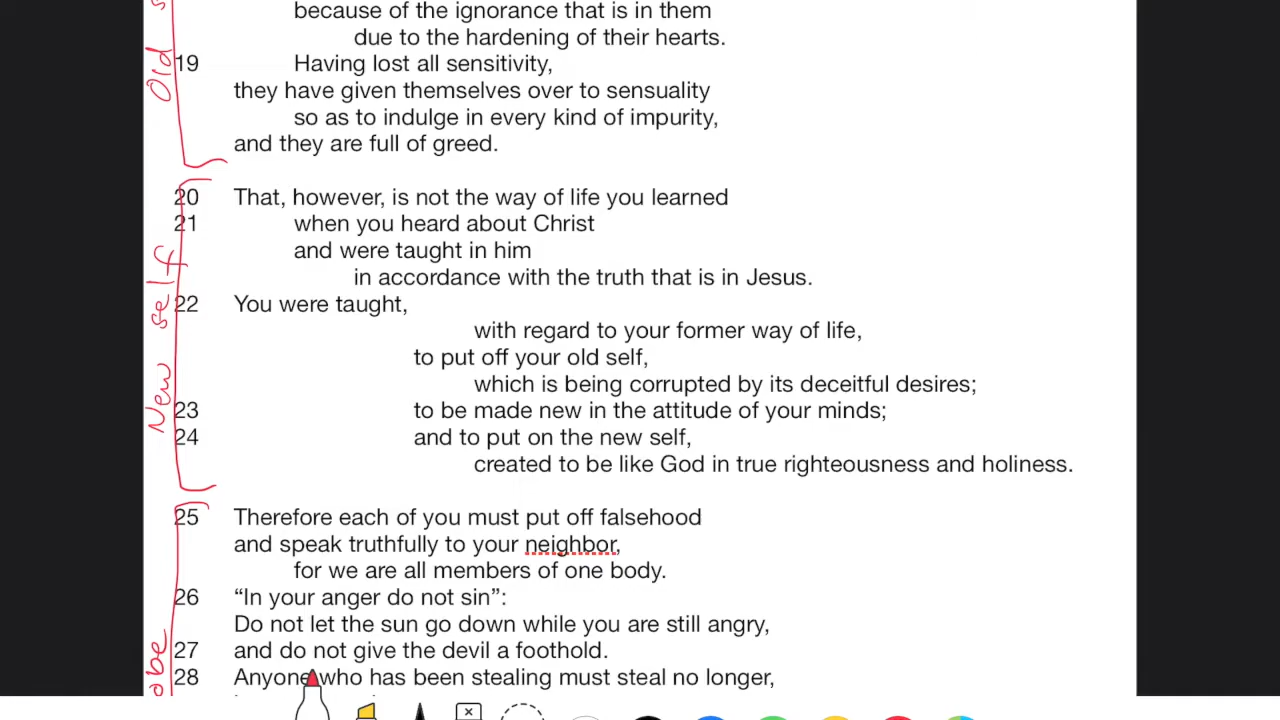 because of the ignorance that is in them
due to the hardening of their hearts.
19 Having lost all sensitivity,
they have given themselves over to sensuality
so as to indulge in every kind of impurity,
and they are full of greed.
Old s
20 That, however, is not the way of life you learned
21 when you heard about Christ
and were taught in him
in accordance with the truth that is in Jesus.
22 You were taught,
with regard to your former way of life,
to put off your old self,
which is being corrupted by its deceitful desires;
23 to be made new in the attitude of your minds;
24 and to put on the new self,
created to be like God in true righteousness and holiness.
New self
25 Therefore each of you must put off falsehood
and speak truthfully to your neighbor,
for we are all members of one body.
26 “In your anger do not sin”:
Do not let the sun go down while you are still angry,
27 and do not give the devil a foothold.
28 Anyone who has been stealing must steal no longer,
obe